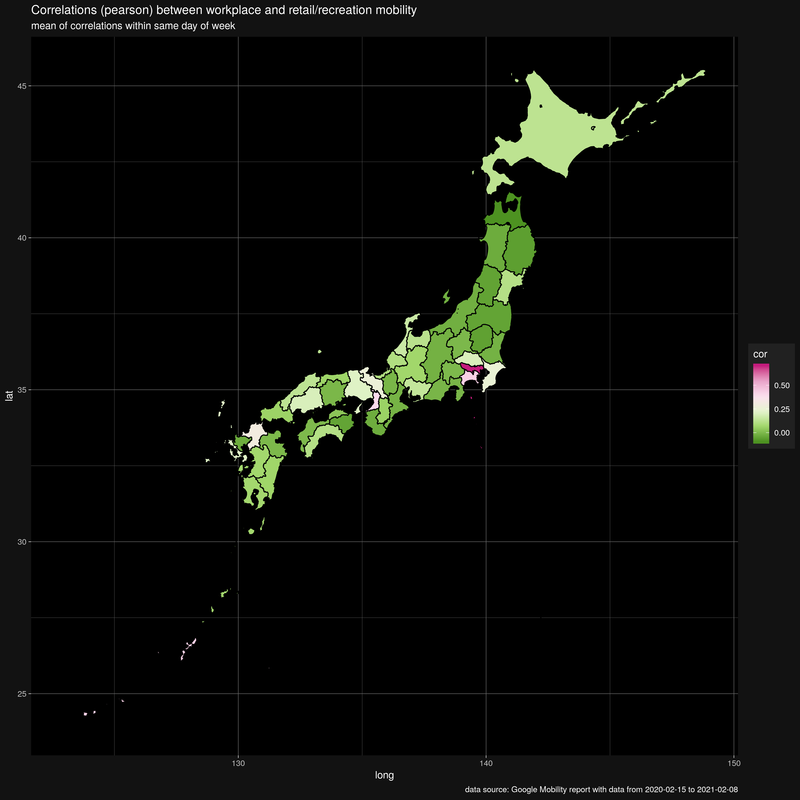 Correlations (pearson) between workplace and retail/recreation mobility
mean of correlations within same day of week
45
40
35
30
25
lat
130
140
150
long
cor
0.50
0.25
0.00
data source: Google Mobility report with data from 2020-02-15 to 2021-02-08